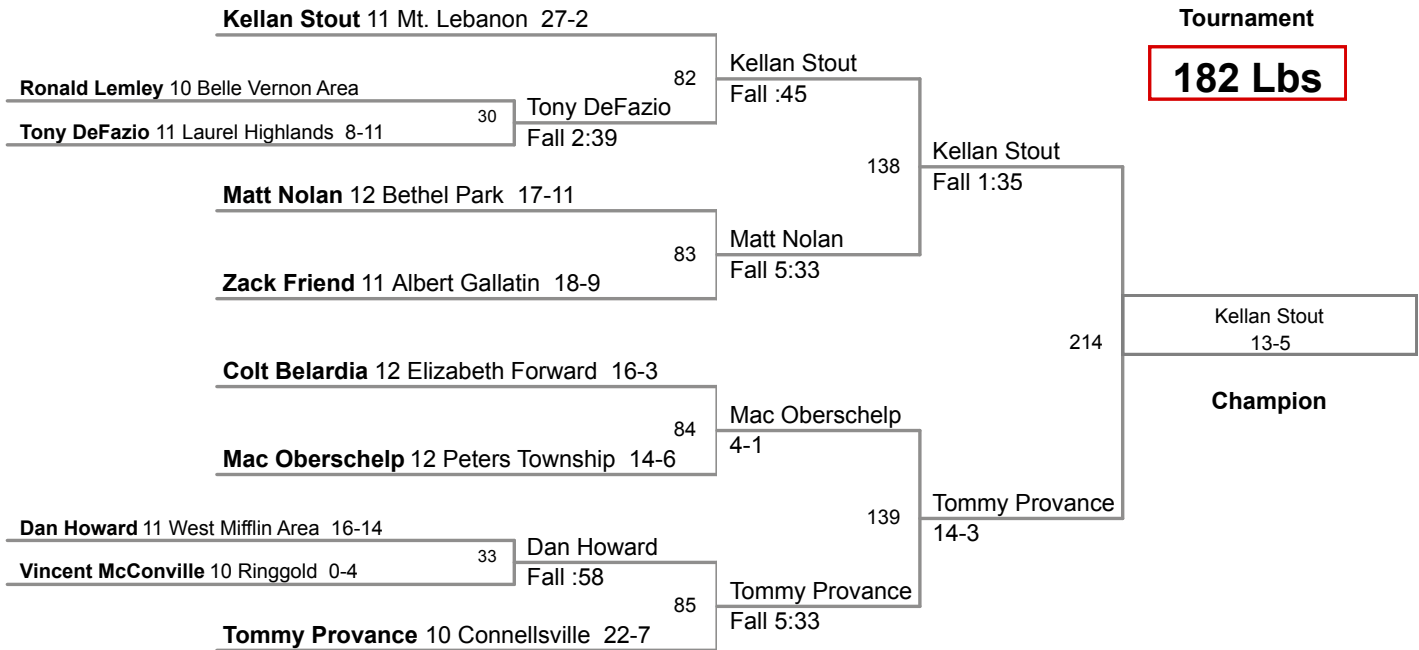 Kellan Stout 11 Mt. Lebanon 27-2
Tournament
182 Lbs
82
Kellan Stout
Fall :45
Ronald Lemley 10 Belle Vernon Area
30
Tony DeFazio
Fall 2:39
Tony DeFazio 11 Laurel Highlands 8-11
138
Kellan Stout
Fall 1:35
Matt Nolan 12 Bethel Park 17-11
83
Matt Nolan
Fall 5:33
Zack Friend 11 Albert Gallatin 18-9
214
Kellan Stout
13-5
Champion
Colt Belardia 12 Elizabeth Forward 16-3
84
Mac Oberschelp
4-1
Mac Oberschelp 12 Peters Township 14-6
139
Tommy Provance
14-3
Dan Howard 11 West Mifflin Area 16-14
33
Dan Howard
Fall :58
Vincent McConville 10 Ringgold 0-4
85
Tommy Provance
Fall 5:33
Tommy Provance 10 Connellsville 22-7